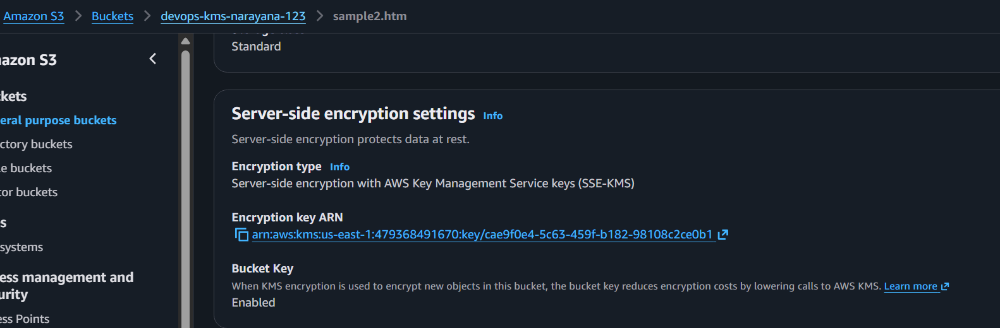 Amazon S3 > Buckets > devops-kms-narayana-123 > sample2.htm
Standard
azon S3
kets
eral purpose buckets
ctory buckets
e buckets
tor buckets
s
systems
ess management and
urity
ess Points
Server-side encryption settings Info
Server-side encryption protects data at rest.
Encryption type Info
Server-side encryption with AWS Key Management Service keys (SSE-KMS)
Encryption key ARN
arn:aws:kms:us-east-1:479368491670:key/cae9f0e4-5c63-459f-b182-98108c2ce0b1
Bucket Key
When KMS encryption is used to encrypt new objects in this bucket, the bucket key reduces encryption costs by lowering calls to AWS KMS. Learn more
Enabled